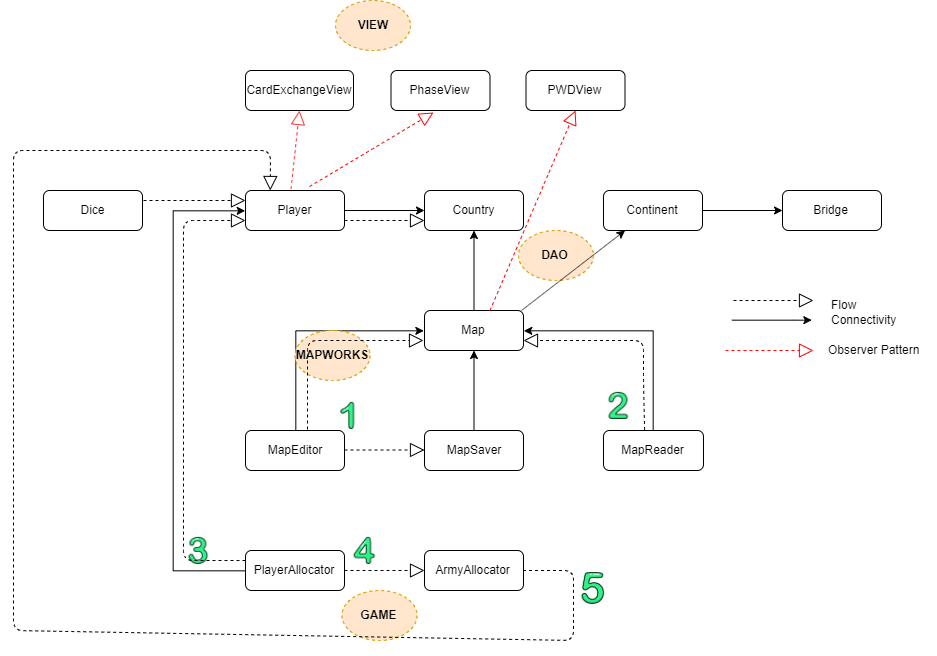 VIEW
CardExchangeView
PhaseView
PWDView
Dice
Player
Country
Continent
Bridge
DAO
Flow
Connectivity
Map
Observer Pattern
MAPWORKS
1
2
MapEditor
MapSaver
MapReader
3
4
PlayerAllocator
ArmyAllocator
5
GAME